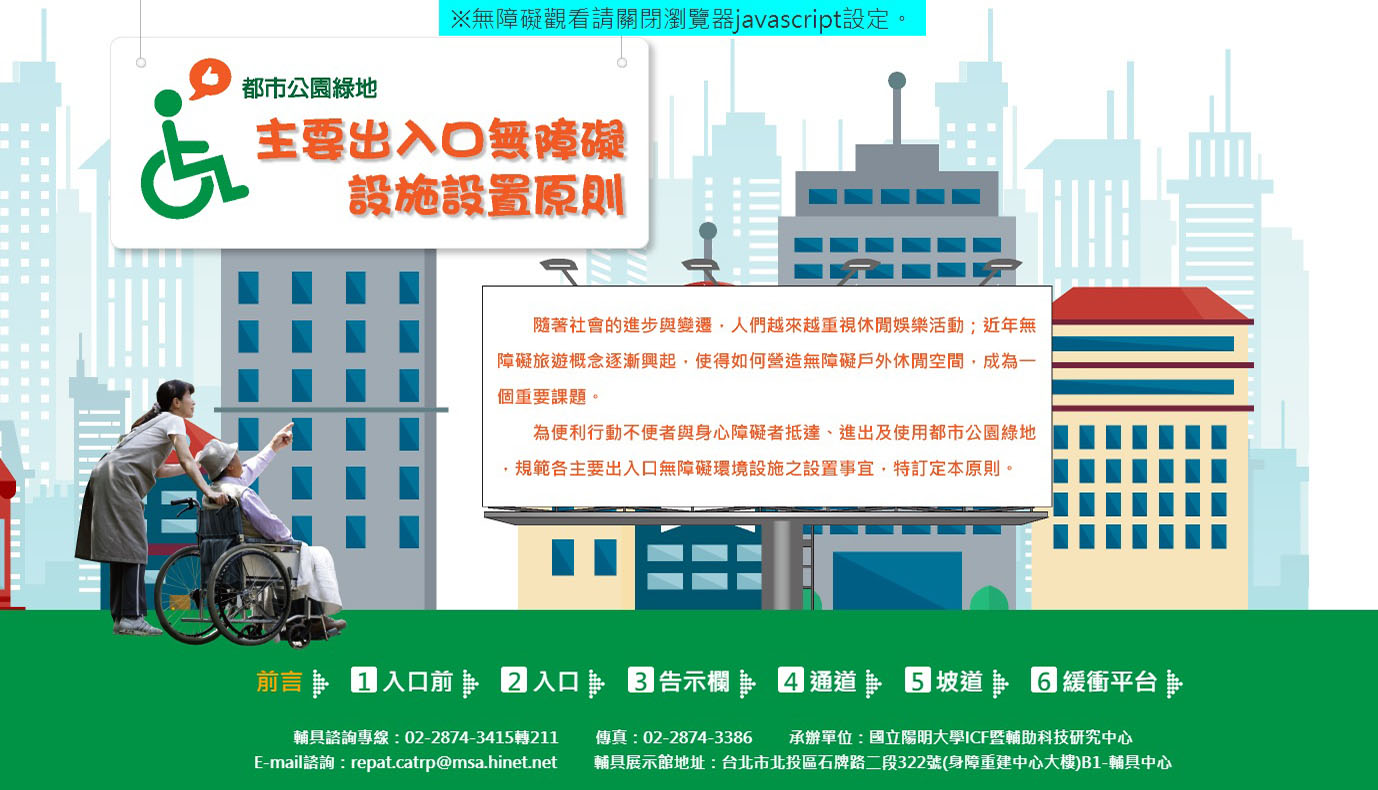 ※無障礙觀看請關閉瀏覽器javascript設定。
都市公園綠地
主要出入口無障礙
設施設置原則
隨著社會的進步與變遷，人們越來越重視休閒娛樂活動；近年無
障礙旅遊概念逐漸興起，使得如何營造無障礙戶外休閒空間，成為一
個重要課題。
為便利行動不便者與身心障礙者抵達、進出及使用都市公園綠地
，規範各主要出入口無障礙環境設施之設置事宜，特訂定本原則。
前言 1 入口前 2 入口 3 告示欄 4 通道 5 坡道 6 緩衝平台
輔具諮詢專線：02-2874-3415轉211 傳真：02-2874-3386 承辦單位：國立陽明大學ICF暨輔助科技研究中心
E-mail諮詢：repat.catrp@msa.hinet.net 輔具展示館地址：台北市北投區石牌路二段322號(身障重建中心大樓)B1-輔具中心